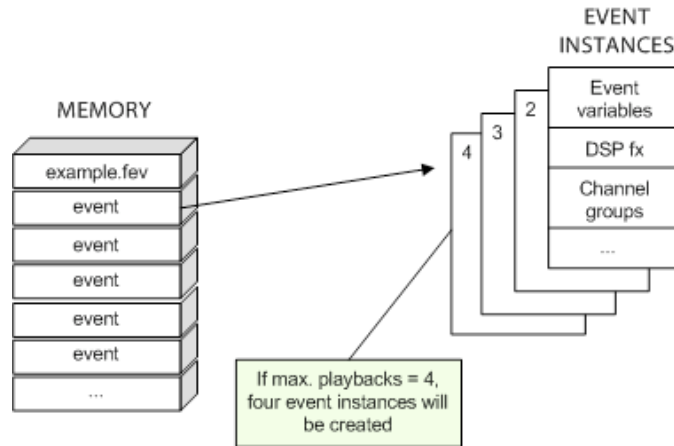 EVENT
INSTANCES
MEMORY
example.fev
event
event
event
event
event
...
4
3
2
Event
variables
DSP fx
Channel
groups
...
If max. playbacks = 4,
four event instances will
be created